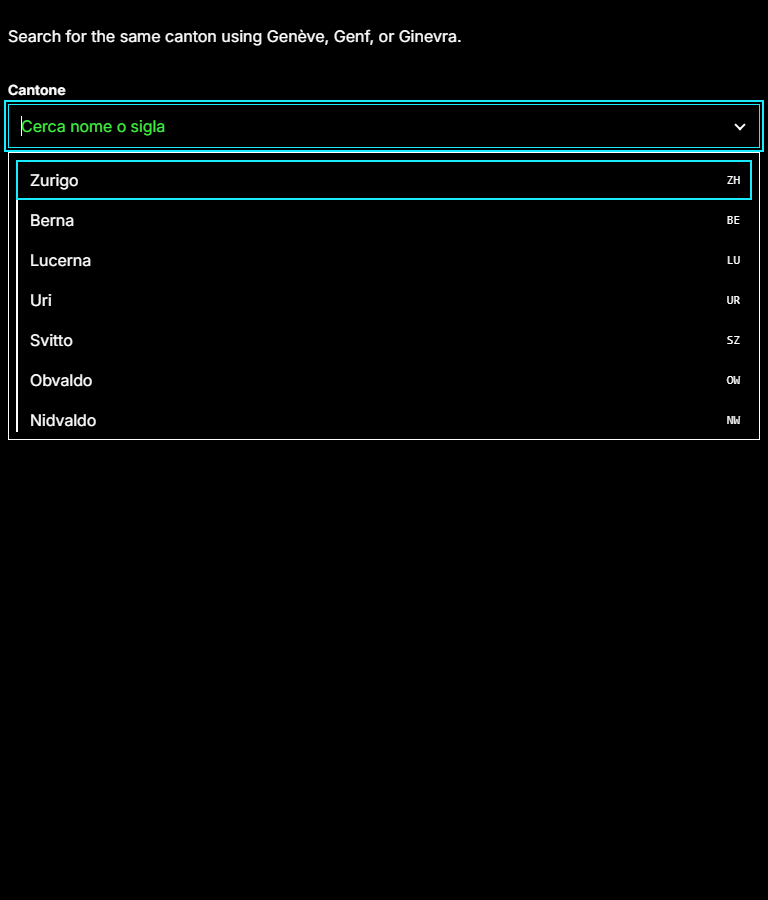 Search for the same canton using Genève, Genf, or Ginevra.
Cantone
Cerca nome o sigla
Zurigo ZH
Berna BE
Lucerna LU
Uri UR
Svitto SZ
Obvaldo OW
Nidvaldo NW